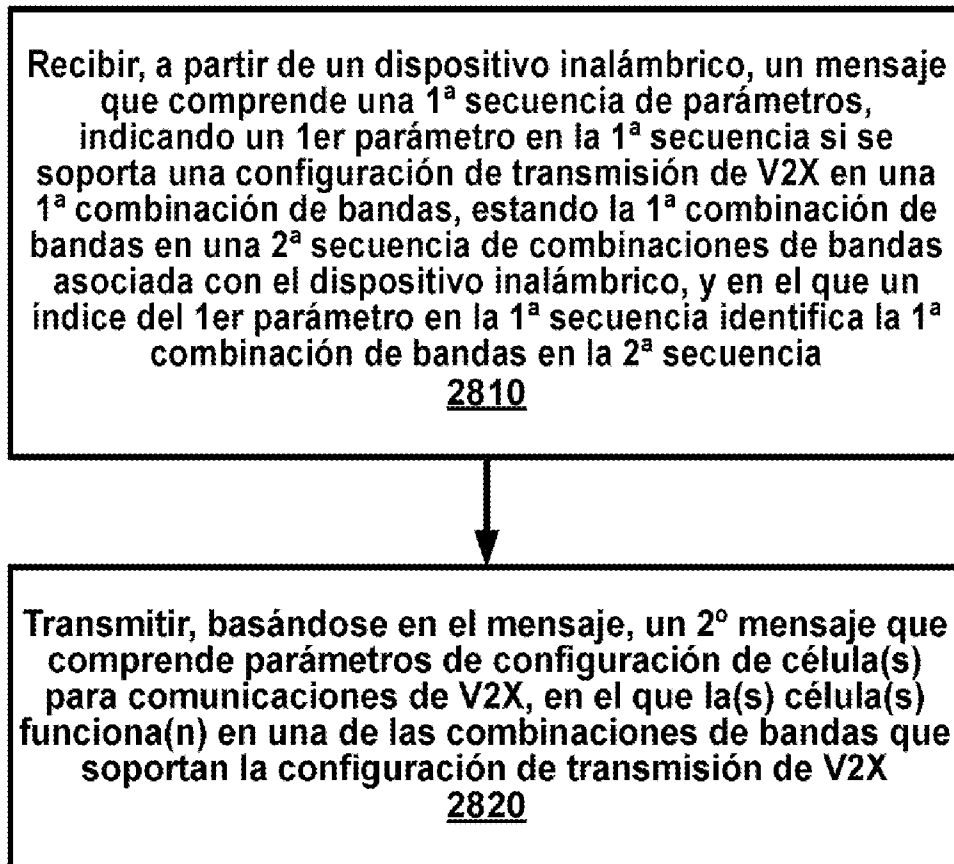 Recibir, a partir de un dispositivo inalámbrico, un mensaje
que comprende una 1ª secuencia de parámetros,
indicando un 1er parámetro en la 1ª secuencia si se
soporta una configuración de transmisión de V2X en una
1ª combinación de bandas, estando la 1ª combinación de
bandas en una 2ª secuencia de combinaciones de bandas
asociada con el dispositivo inalámbrico, y en el que un
índice del 1er parámetro en la 1ª secuencia identifica la 1ª
combinación de bandas en la 2ª secuencia
2810
Transmitir, basándose en el mensaje, un 2º mensaje que
comprende parámetros de configuración de célula(s)
para comunicaciones de V2X, en el que la(s) célula(s)
funciona(n) en una de las combinaciones de bandas que
soportan la configuración de transmisión de V2X
2820